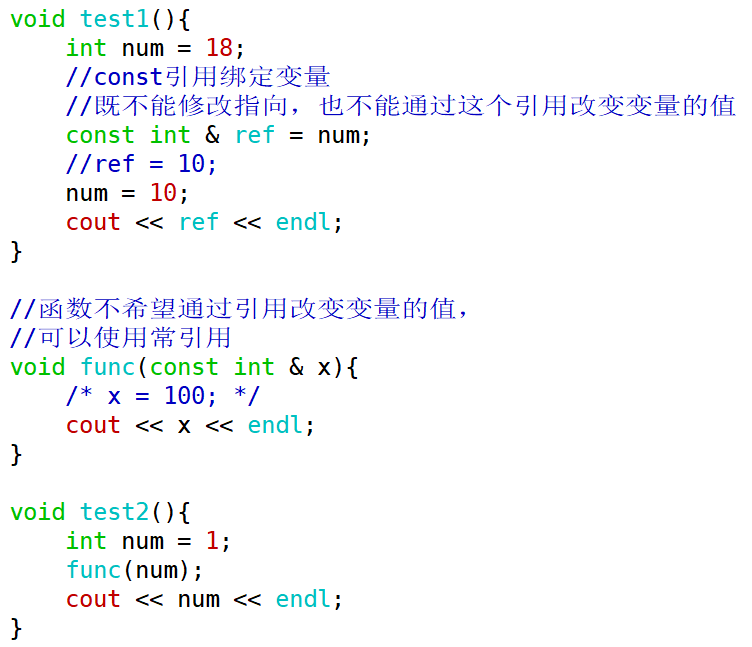 void test1(){
    int num = 18;
    //const引用绑定变量
    //既不能修改指向，也不能通过这个引用改变变量的值
    const int & ref = num;
    //ref = 10;
    num = 10;
    cout << ref << endl;
}

//函数不希望通过引用改变变量的值，
//可以使用常引用
void func(const int & x){
    /* x = 100; */
    cout << x << endl;
}

void test2(){
    int num = 1;
    func(num);
    cout << num << endl;
}